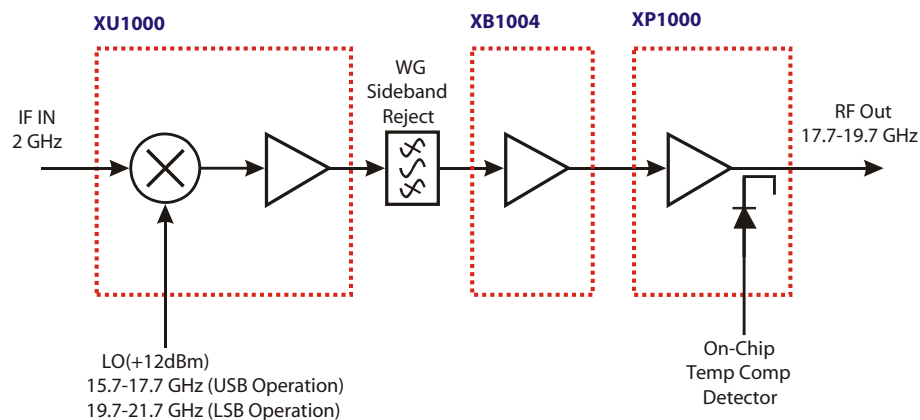 XU1000
XB1004
XP1000
WG
Sideband
Reject
IF IN
2 GHz
RF Out
17.7-19.7 GHz
LO(+12dBm)
15.7-17.7 GHz (USB Operation)
19.7-21.7 GHz (LSB Operation)
On-Chip
Temp Comp
Detector